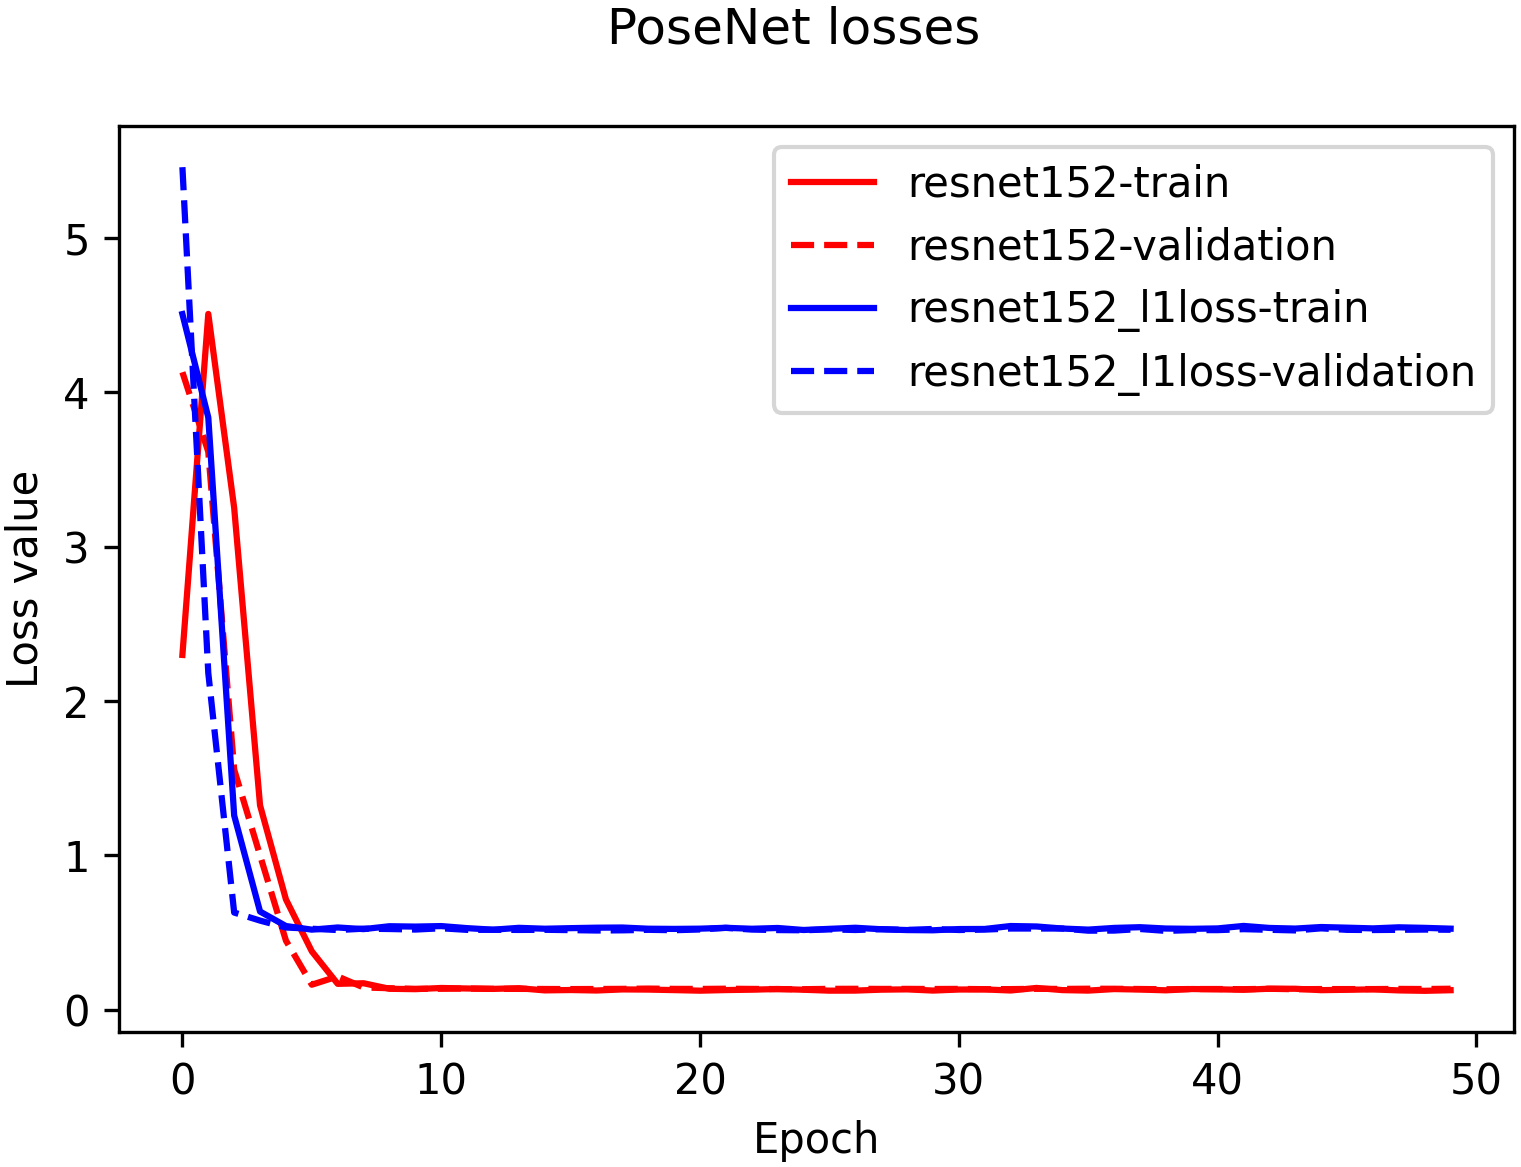 PoseNet losses
resnet152-train
resnet152-validation
resnet152_l1loss-train
resnet152_l1loss-validation
Loss value
5
4
3
2
1
0
0 10 20 30 40 50
Epoch